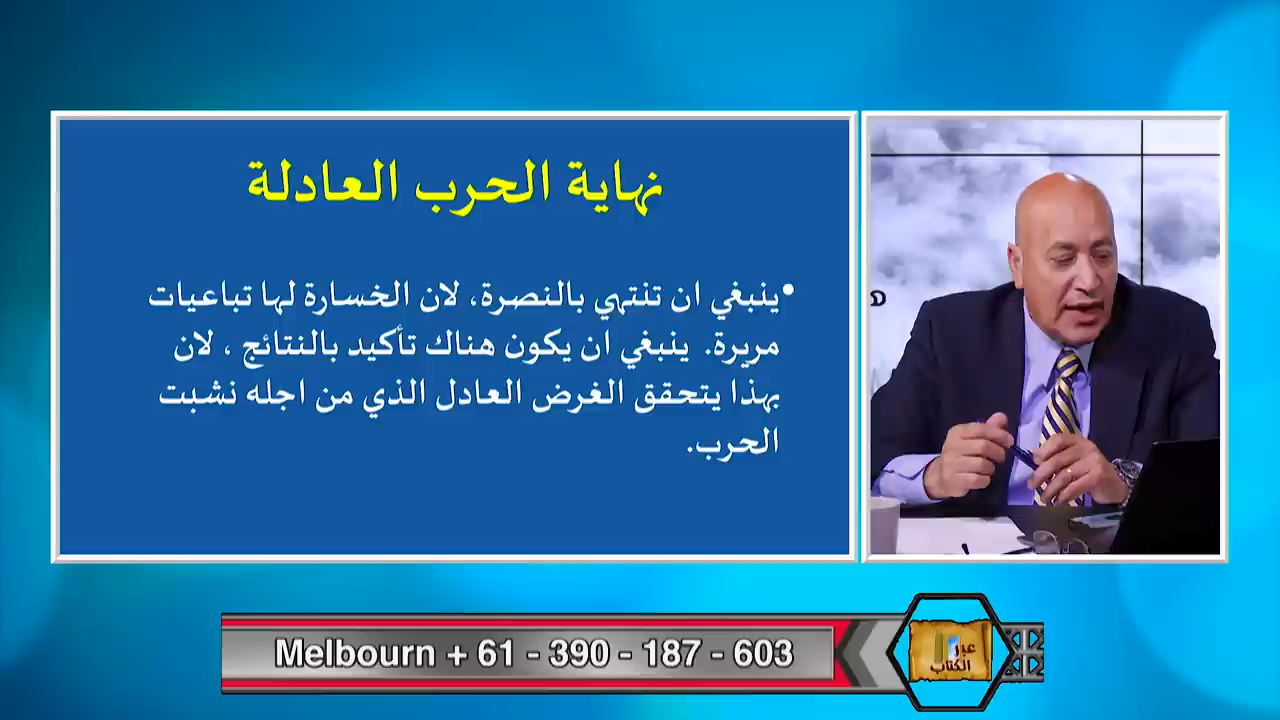 نهاية الحرب العادلة
•ينبغي ان تنتهي بالنصرة، لان الخسارة لها تباعيات
مريرة. ينبغي ان يكون هناك تأكيد بالنتائج ، لان
بهذا يتحقق الغرض العادل الذي من اجله نشبت
الحرب.
Melbourn + 61 - 390 - 187 - 603
عبر
الكتاب